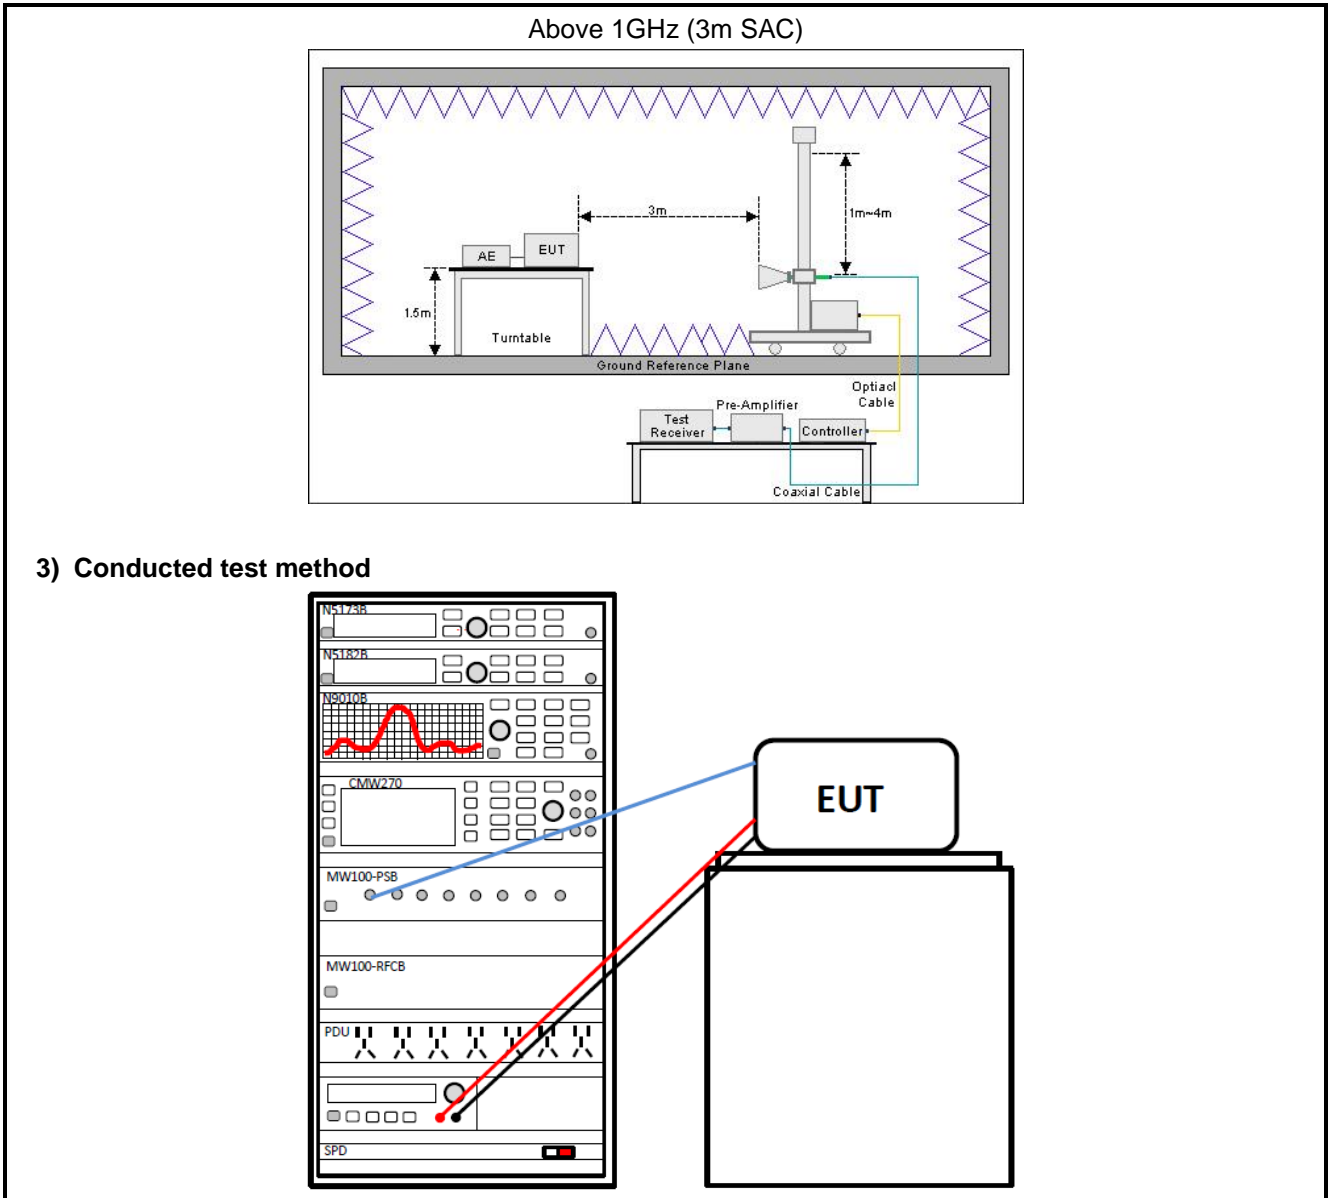 Above 1GHz (3m SAC)
3m
1m~4m
AE
EUT
1.5m
Turntable
Ground Reference Plane
Optiacl
Cable
Pre-Amplifier
Test
Receiver
Controller
Coaxial Cable
3) Conducted test method
N5173B
N5182B
N9010B
CMW270
EUT
MW100-PSB
MW100-RFCB
PDU
SPD